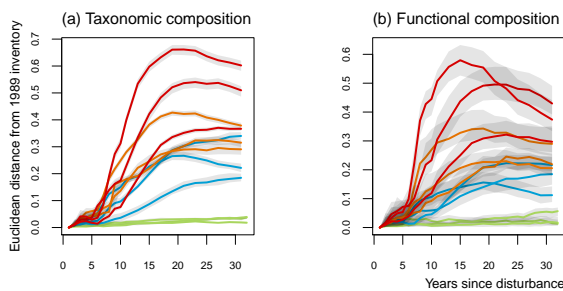 (a) Taxonomic composition
(b) Functional composition
Euclidean distance from 1989 inventory
0.7
0.6
0.5
0.4
0.3
0.2
0.1
0.0
0 5 10 15 20 25 30
0.6
0.5
0.4
0.3
0.2
0.1
0.0
0 5 10 15 20 25 30
Years since disturbance